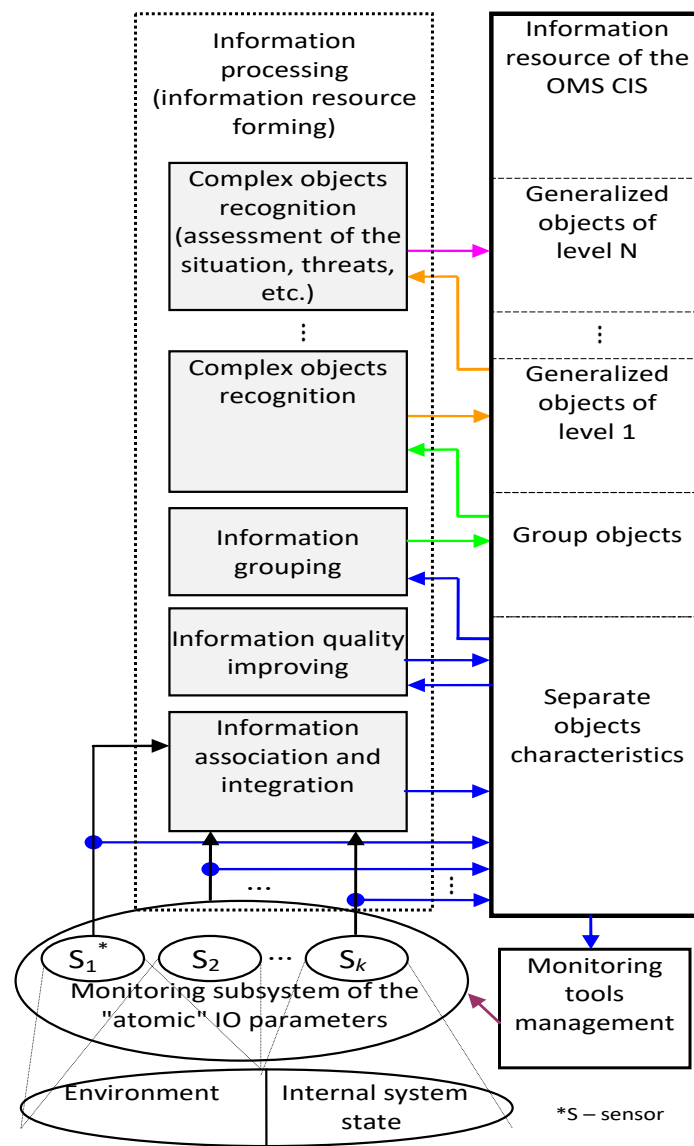 Information
processing
(information resource
forming)
Complex objects
recognition
(assessment of the
situation, threats,
etc.)
...
Complex objects
recognition
Information
grouping
Information quality
improving
Information
association and
integration
...
...
Information
resource of the
OMS CIS
Generalized
objects of
level N
...
Generalized
objects of
level 1
Group objects
Separate
objects
characteristics
S1* S2 ... Sk
Monitoring subsystem of the
"atomic" IO parameters
Monitoring
tools
management
Environment
Internal system
state
*S – sensor